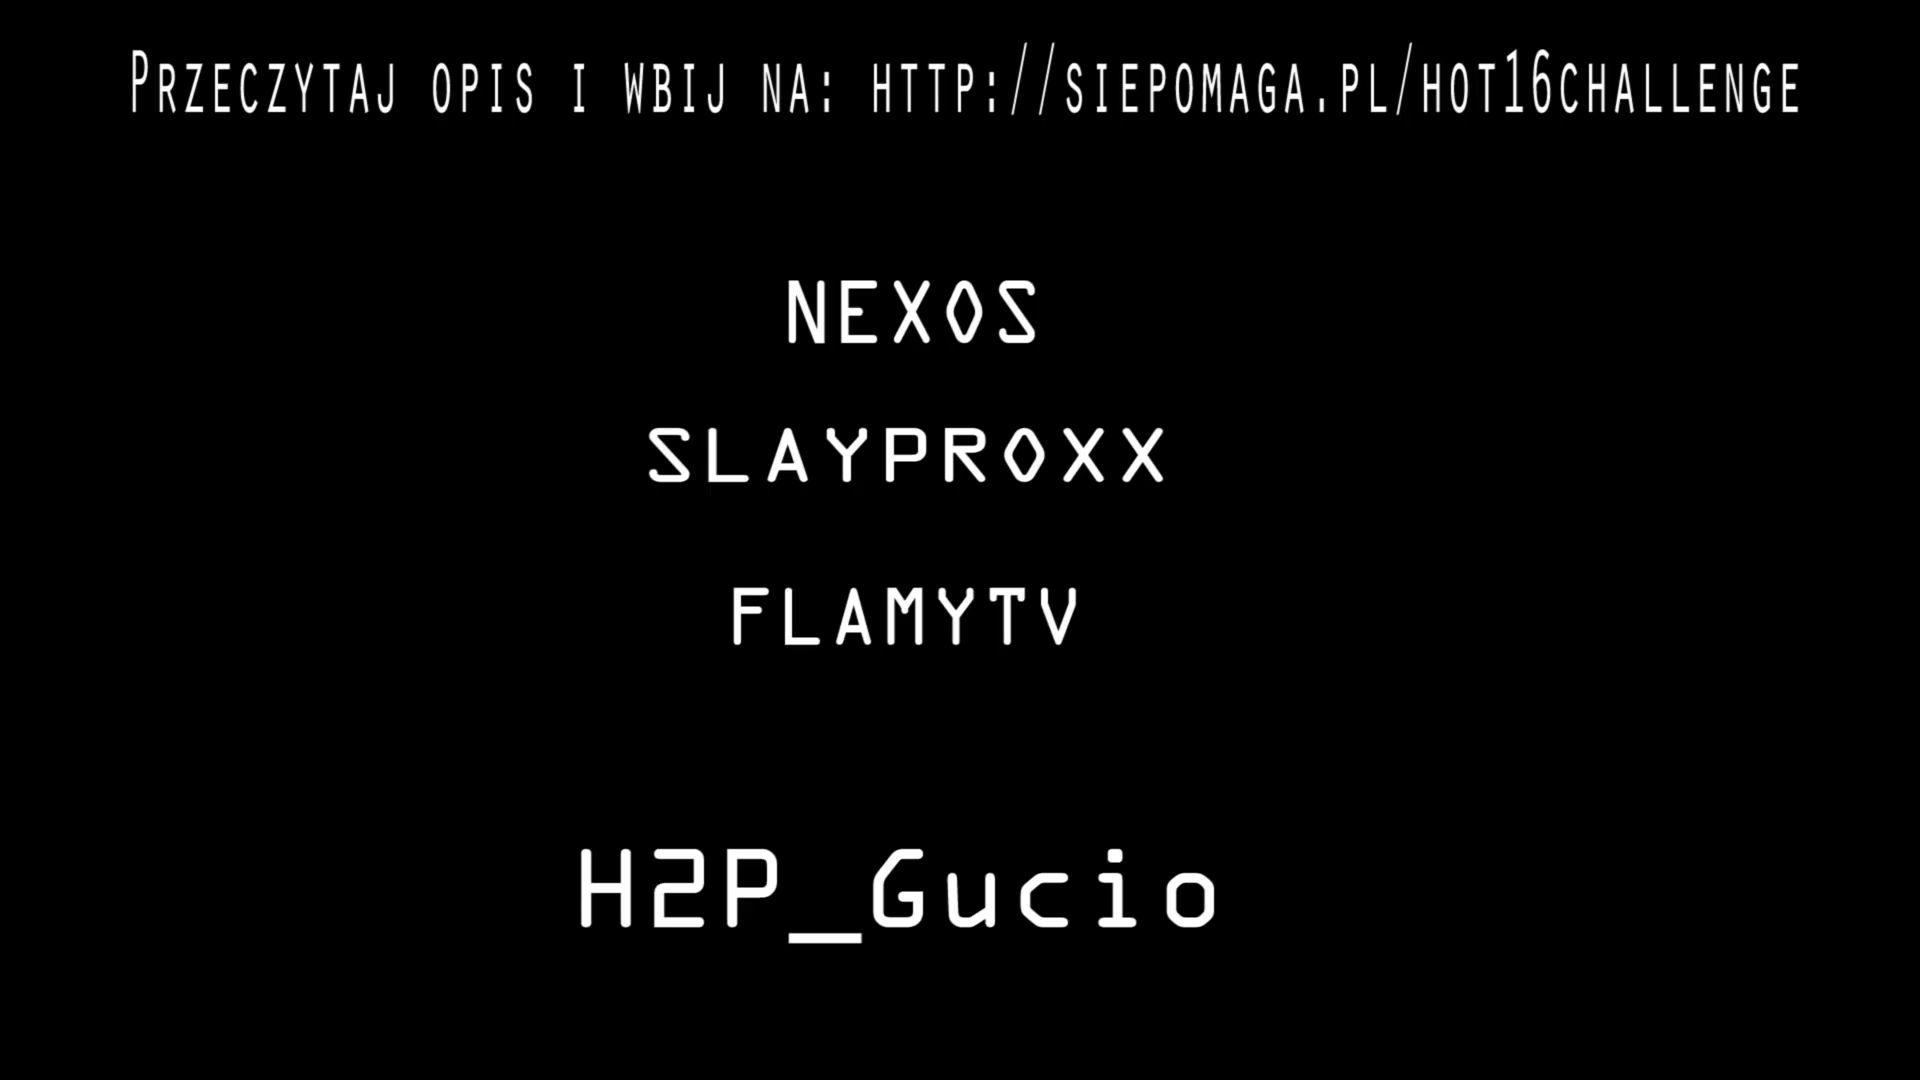 Przeczytaj opis i wbij na: http://siepomaga.pl/hot16challenge
NEXOS
SLAYPROXX
FLAMYTV
H2P_Gucio